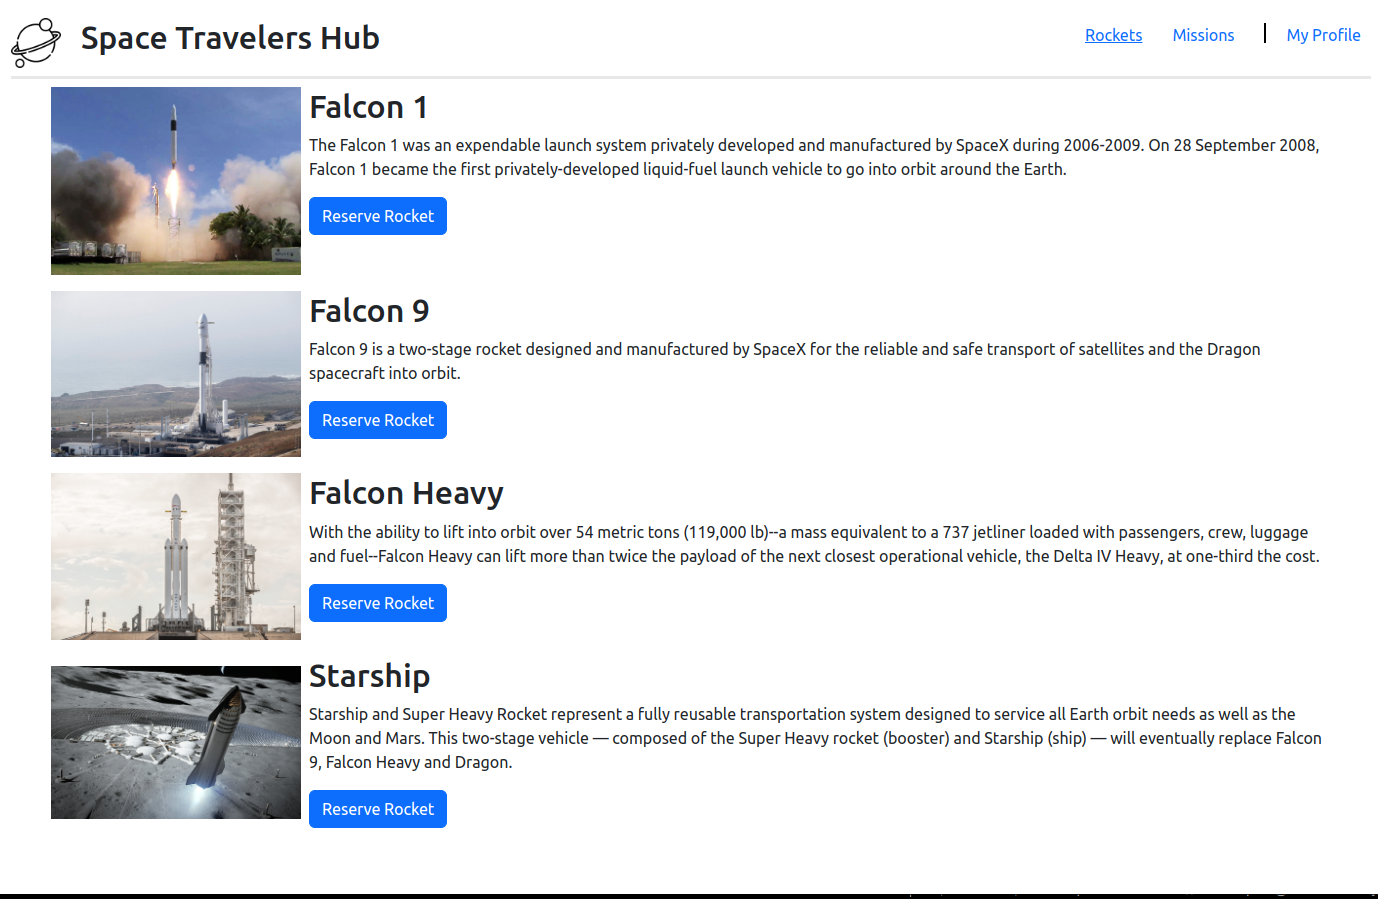 Space Travelers Hub
Rockets
Missions
My Profile
Falcon 1
The Falcon 1 was an expendable launch system privately developed and manufactured by SpaceX during 2006-2009. On 28 September 2008,
Falcon 1 became the first privately-developed liquid-fuel launch vehicle to go into orbit around the Earth.
Reserve Rocket
Falcon 9
Falcon 9 is a two-stage rocket designed and manufactured by SpaceX for the reliable and safe transport of satellites and the Dragon
spacecraft into orbit.
Reserve Rocket
Falcon Heavy
With the ability to lift into orbit over 54 metric tons (119,000 lb)--a mass equivalent to a 737 jetliner loaded with passengers, crew, luggage
and fuel--Falcon Heavy can lift more than twice the payload of the next closest operational vehicle, the Delta IV Heavy, at one-third the cost.
Reserve Rocket
Starship
Starship and Super Heavy Rocket represent a fully reusable transportation system designed to service all Earth orbit needs as well as the
Moon and Mars. This two-stage vehicle — composed of the Super Heavy rocket (booster) and Starship (ship) — will eventually replace Falcon
9, Falcon Heavy and Dragon.
Reserve Rocket